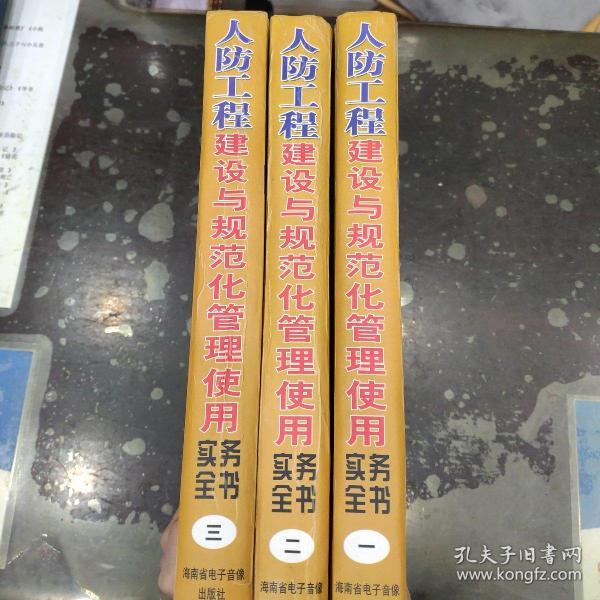 人防工程建设与规范化管理使用
实务
全书
三
海南省电子音像
出版社
人防工程建设与规范化管理使用
实务
全书
二
海南省电子音像
人防工程建设与规范化管理使用
实务
全书
一
海南省电子音像
孔夫子旧书网
www.kongfz.com